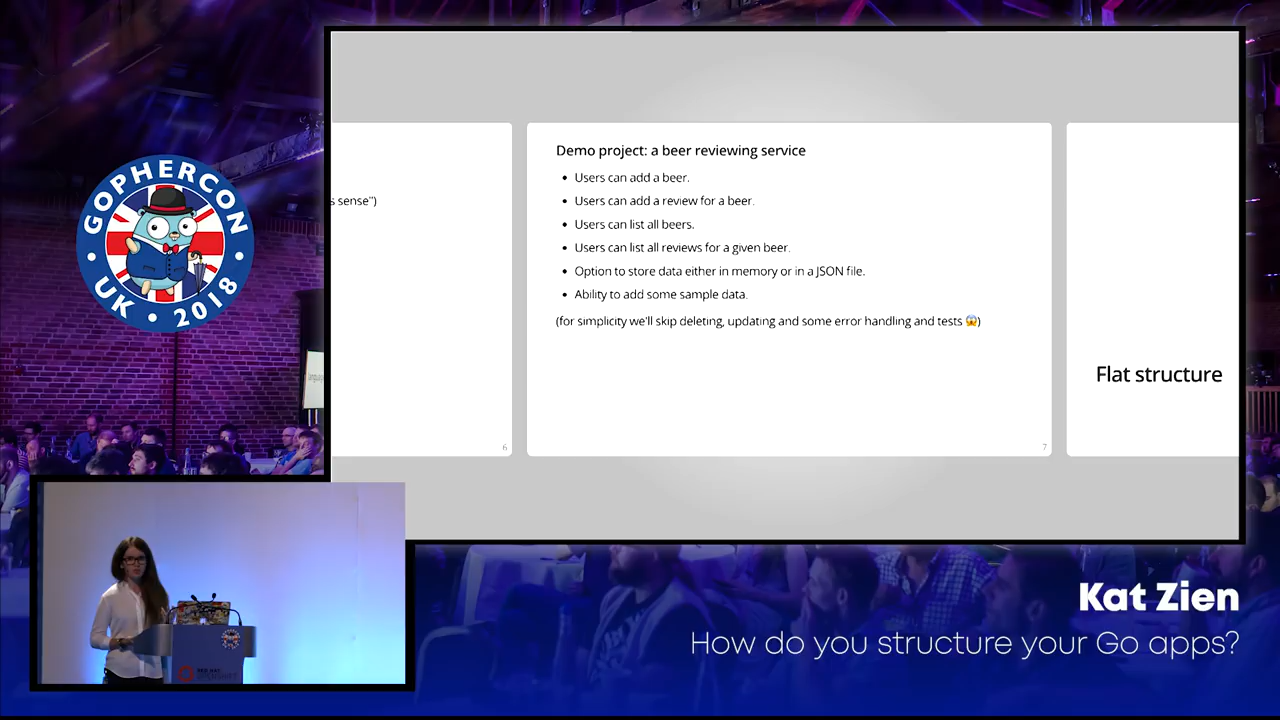 GOPHERCON
UK • 2018
s sense")
6
Demo project: a beer reviewing service
• Users can add a beer.
• Users can add a review for a beer.
• Users can list all beers.
• Users can list all reviews for a given beer.
• Option to store data either in memory or in a JSON file.
• Ability to add some sample data.
(for simplicity we'll skip deleting, updating and some error handling and tests 😱)
7
Flat structure
Kat Zien
How do you structure your Go apps?